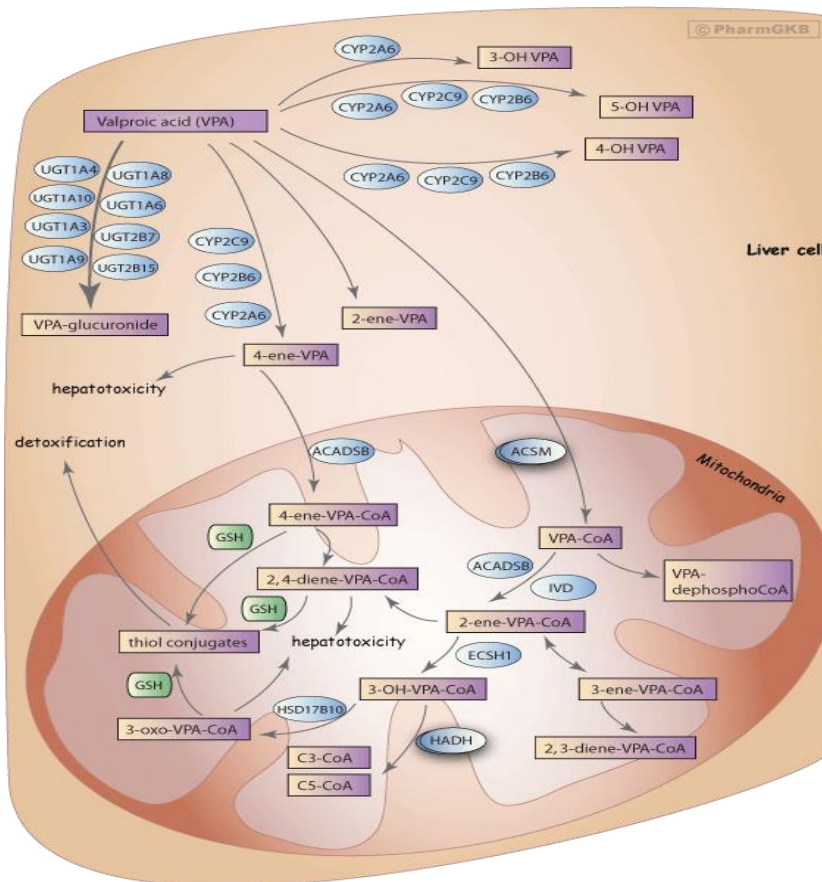 © PharmGKB
CYP2A6
3-OH VPA
CYP2A6
CYP2C9
CYP2B6
5-OH VPA
Valproic acid (VPA)
4-OH VPA
CYP2A6
CYP2C9
CYP2B6
UGT1A4
UGT1A8
UGT1A10
UGT1A6
UGT1A3
UGT2B7
UGT1A9
UGT2B15
CYP2C9
CYP2B6
CYP2A6
Liver cell
VPA-glucuronide
2-ene-VPA
4-ene-VPA
hepatotoxicity
detoxification
ACADSB
ACSM
Mitochondria
4-ene-VPA-CoA
GSH
VPA-CoA
2,4-diene-VPA-CoA
ACADSB
IVD
VPA-
dephosphoCoA
GSH
2-ene-VPA-CoA
thiol conjugates
hepatotoxicity
ECSH1
GSH
3-OH-VPA-CoA
3-ene-VPA-CoA
HSD17B10
3-oxo-VPA-CoA
HADH
2,3-diene-VPA-CoA
C3-CoA
C5-CoA